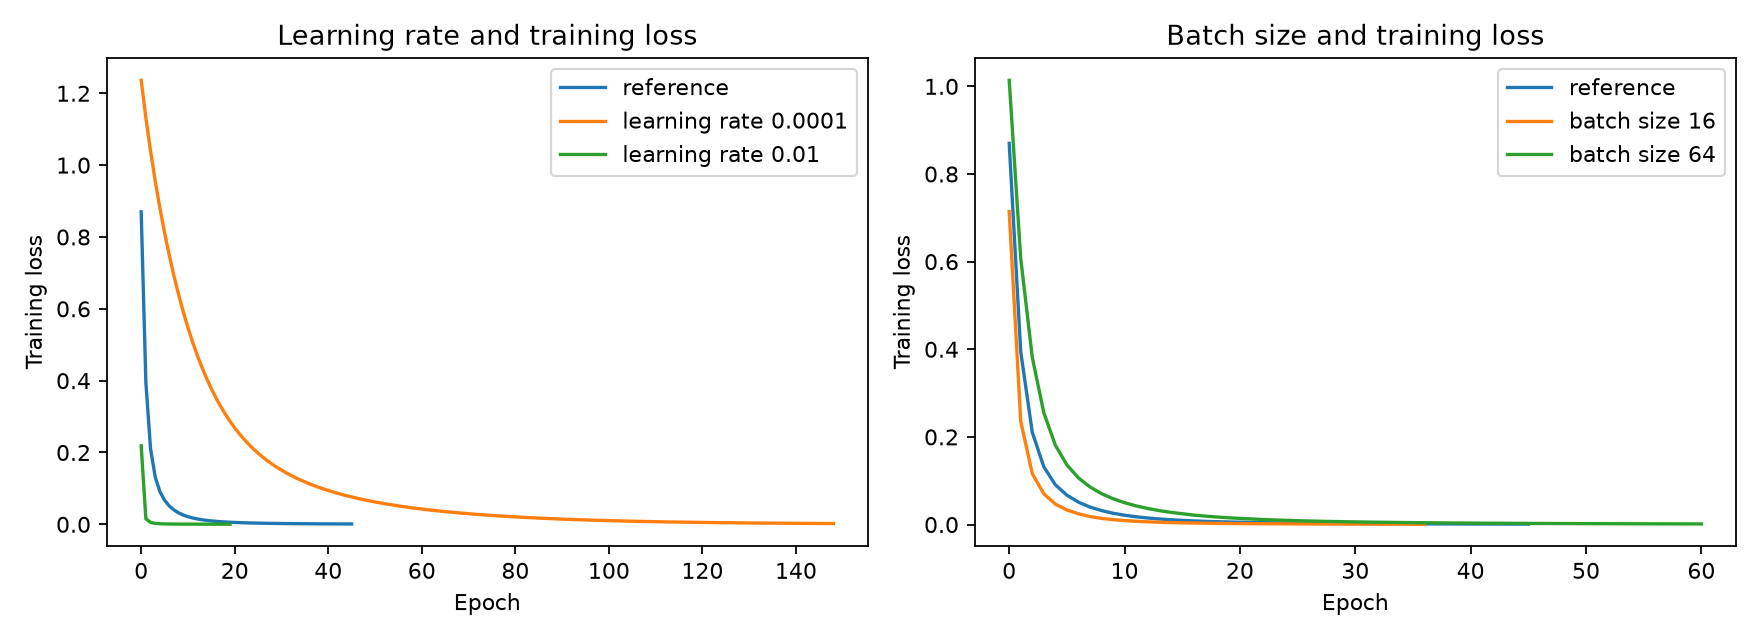 Learning rate and training loss
Training loss
1.2
1.0
0.8
0.6
0.4
0.2
0.0
reference
learning rate 0.0001
learning rate 0.01
0 20 40 60 80 100 120 140
Epoch
Batch size and training loss
Training loss
1.0
0.8
0.6
0.4
0.2
0.0
reference
batch size 16
batch size 64
0 10 20 30 40 50 60
Epoch